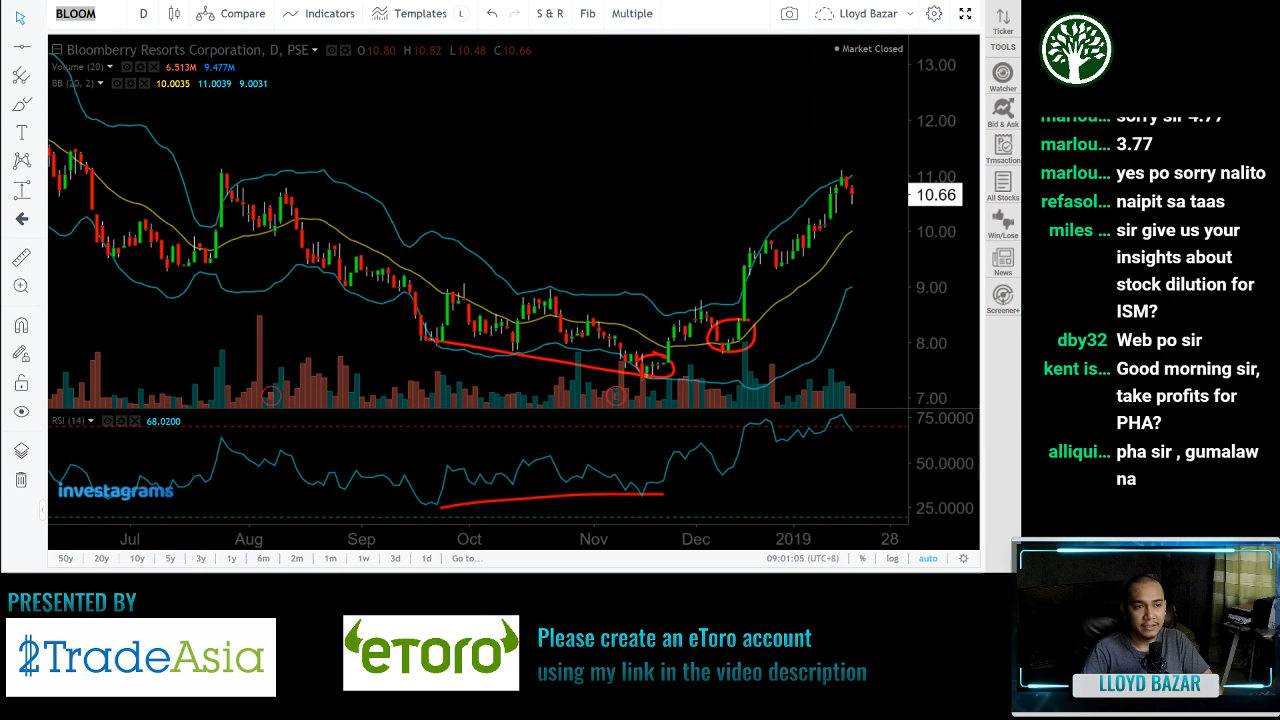 BLOOM D Compare Indicators Templates L S & R Fib Multiple Lloyd Bazar
Bloomberry Resorts Corporation, D, PSE O 10.80 H 10.82 L 10.48 C 10.66
Market Closed
Volume (20) 6.513M 9.477M
BB (20, 2) 10.0035 11.0039 9.0031
13.00
12.00
11.00
10.66
10.00
9.00
8.00
7.00
RSI (14) 68.0200
75.0000
50.0000
25.0000
investagrams
Jul Aug Sep Oct Nov Dec 2019 28
50y 20y 10y 5y 3y 1y 6m 2m 1m 1w 3d 1d Go to... 09:01:05 (UTC+8) % log auto
Ticker
TOOLS
Watcher
Bid & Ask
Trnsaction
All Stocks
Win/Lose
News
Screener+
marlou... sorry sir 4.77
marlou... 3.77
marlou... yes po sorry nalito
refasol... naipit sa taas
miles ... sir give us your
insights about
stock dilution for
ISM?
dby32 Web po sir
kent is... Good morning sir,
take profits for
PHA?
alliqui... pha sir , gumalaw
na
PRESENTED BY
2TradeAsia
eToro
Please create an eToro account
using my link in the video description
LLOYD BAZAR